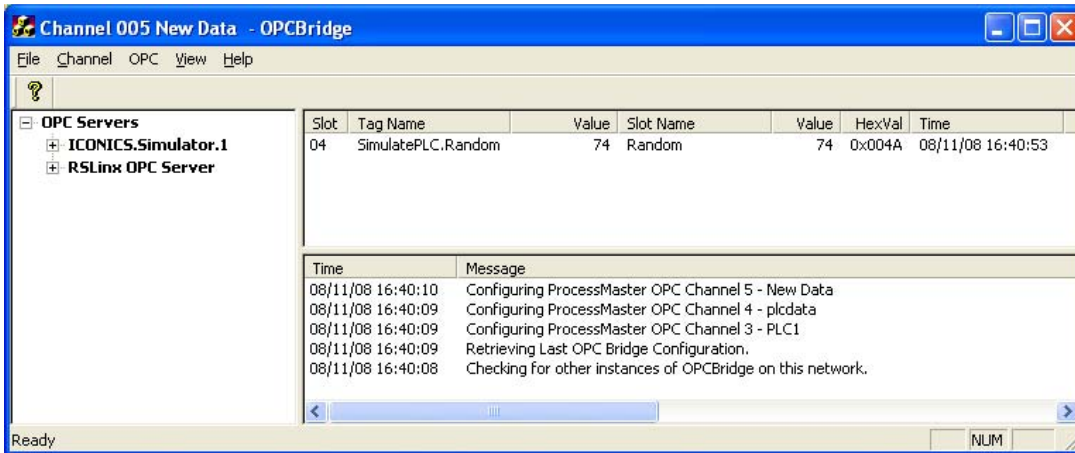 Channel 005 New Data - OPCBridge
File Channel OPC View Help
OPC Servers
ICONICS.Simulator.1
RSLinx OPC Server
Slot Tag Name Value Slot Name Value HexVal Time
04 SimulatePLC.Random 74 Random 74 0x004A 08/11/08 16:40:53
Time Message
08/11/08 16:40:10 Configuring ProcessMaster OPC Channel 5 - New Data
08/11/08 16:40:09 Configuring ProcessMaster OPC Channel 4 - plcdata
08/11/08 16:40:09 Configuring ProcessMaster OPC Channel 3 - PLC1
08/11/08 16:40:09 Retrieving Last OPC Bridge Configuration.
08/11/08 16:40:08 Checking for other instances of OPCBridge on this network.
Ready NUM